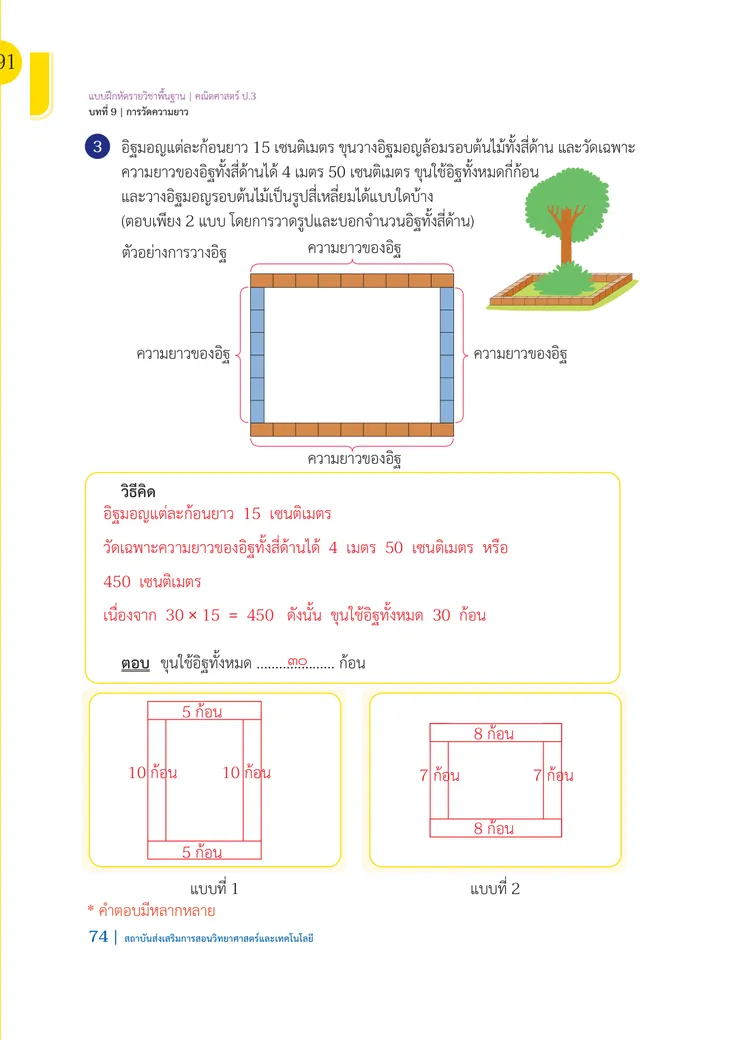 91
แบบฝึกหัดรายวิชาพื้นฐาน | คณิตศาสตร์ ป.3
บทที่ 9 | การวัดความยาว
3 อิฐมอญแต่ละก้อนยาว 15 เซนติเมตร ขุนวางอิฐมอญล้อมรอบต้นไม้ทั้งสี่ด้าน และวัดเฉพาะ
ความยาวของอิฐทั้งสี่ด้านได้ 4 เมตร 50 เซนติเมตร ขุนใช้อิฐทั้งหมดกี่ก้อน
และวางอิฐมอญรอบต้นไม้เป็นรูปสี่เหลี่ยมได้แบบใดบ้าง
(ตอบเพียง 2 แบบ โดยการวาดรูปและบอกจำนวนอิฐทั้งสี่ด้าน)
ตัวอย่างการวางอิฐ
ความยาวของอิฐ
ความยาวของอิฐ
ความยาวของอิฐ
ความยาวของอิฐ
วิธีคิด
อิฐมอญแต่ละก้อนยาว 15 เซนติเมตร
วัดเฉพาะความยาวของอิฐทั้งสี่ด้านได้ 4 เมตร 50 เซนติเมตร หรือ
450 เซนติเมตร
เนื่องจาก 30 × 15 = 450 ดังนั้น ขุนใช้อิฐทั้งหมด 30 ก้อน
ตอบ ขุนใช้อิฐทั้งหมด .....................๓๐ ก้อน
5 ก้อน
10 ก้อน 10 ก้อน
5 ก้อน
แบบที่ 1
8 ก้อน
7 ก้อน 7 ก้อน
8 ก้อน
แบบที่ 2
* คำตอบมีหลากหลาย
74 | สถาบันส่งเสริมการสอนวิทยาศาสตร์และเทคโนโลยี